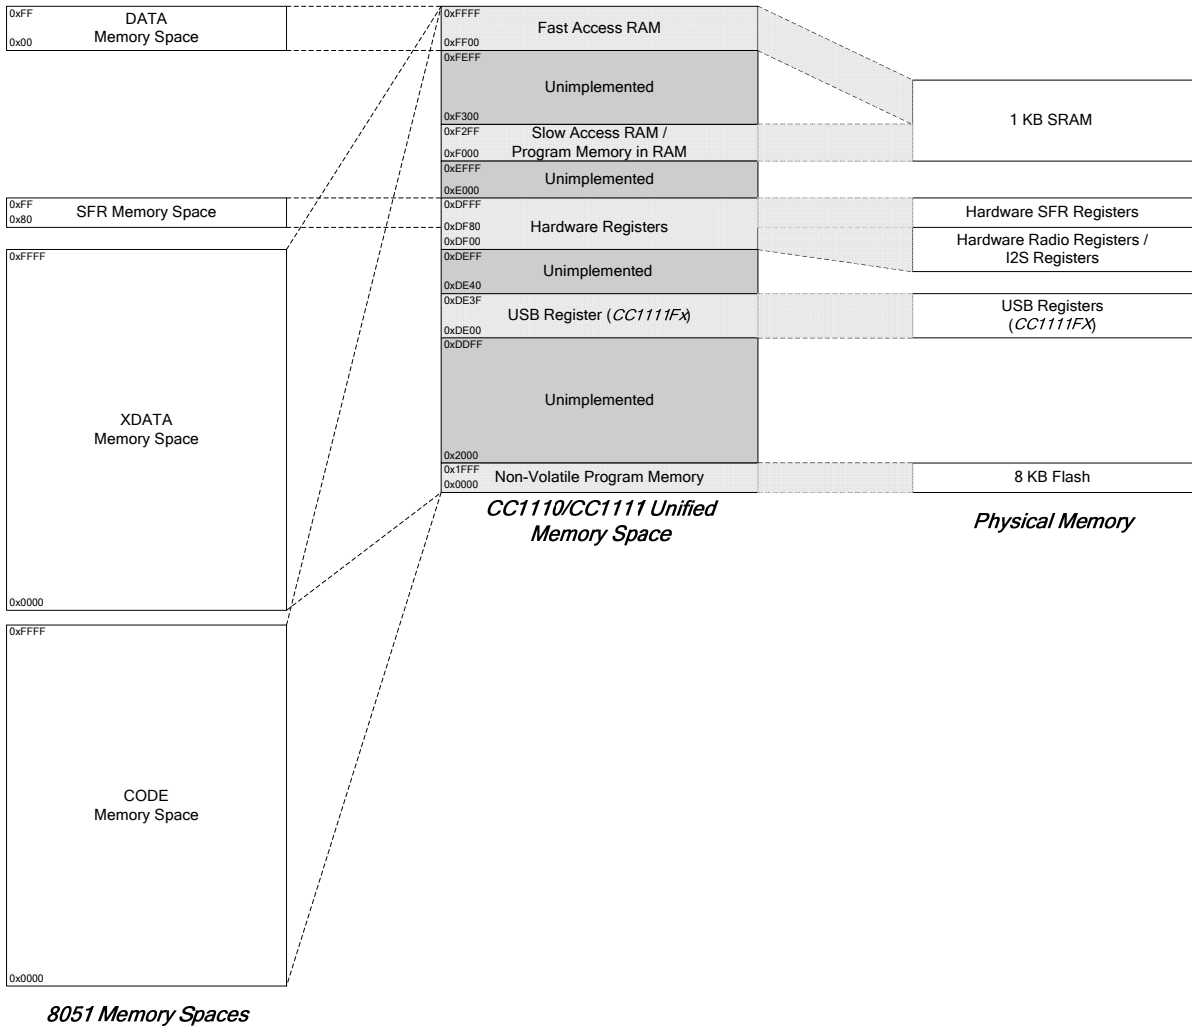 0xFF
DATA
Memory Space
0x00
0xFF
SFR Memory Space
0x80
0xFFFF
XDATA
Memory Space
0x0000
0xFFFF
CODE
Memory Space
0x0000
8051 Memory Spaces
0xFFFF
Fast Access RAM
0xFF00
0xFEFF
Unimplemented
0xF300
0xF2FF
Slow Access RAM /
Program Memory in RAM
0xF000
0xEFFF
Unimplemented
0xE000
0xDFFF
0xDF80
Hardware Registers
0xDF00
0xDEFF
Unimplemented
0xDE40
0xDE3F
USB Register (CC1111Fx)
0xDE00
0xDDFF
Unimplemented
0x2000
0x1FFF
Non-Volatile Program Memory
0x0000
CC1110/CC1111 Unified
Memory Space
1 KB SRAM
Hardware SFR Registers
Hardware Radio Registers /
I2S Registers
USB Registers
(CC1111FX)
8 KB Flash
Physical Memory